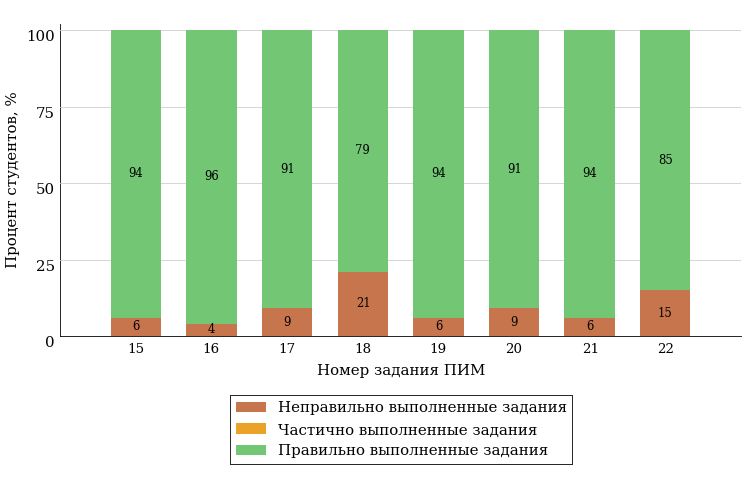 Процент студентов, %
100
75
50
25
0
94 96 91 79 94 91 94 85
6 4 9 21 6 9 6 15
15 16 17 18 19 20 21 22
Номер задания ПИМ
Неправильно выполненные задания
Частично выполненные задания
Правильно выполненные задания